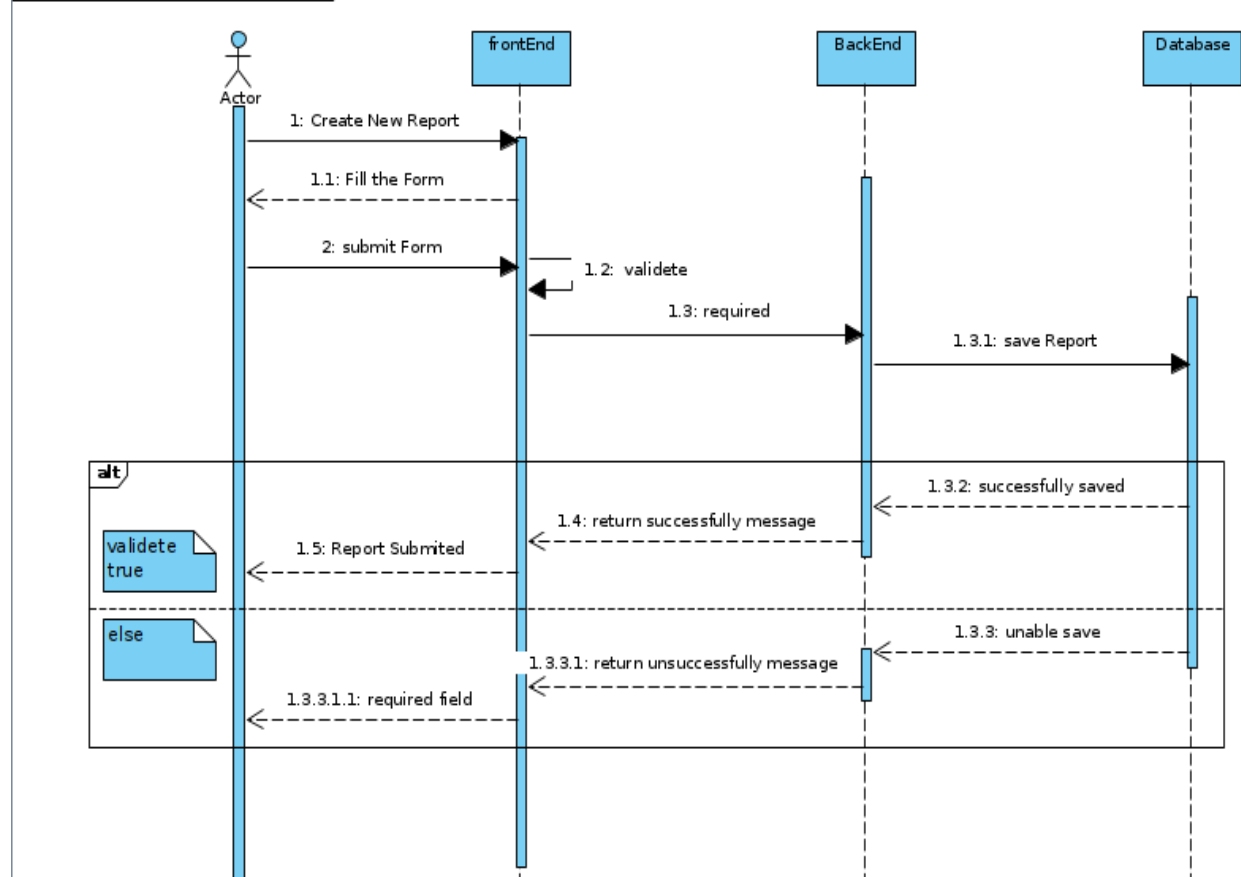 frontEnd
BackEnd
Database
Actor
1: Create New Report
1.1: Fill the Form
2: submit Form
1.2: validete
1.3: required
1.3.1: save Report
alt
1.3.2: successfully saved
1.4: return successfully message
1.5: Report Submited
validete
true
else
1.3.3: unable save
1.3.3.1: return unsuccessfully message
1.3.3.1.1: required field